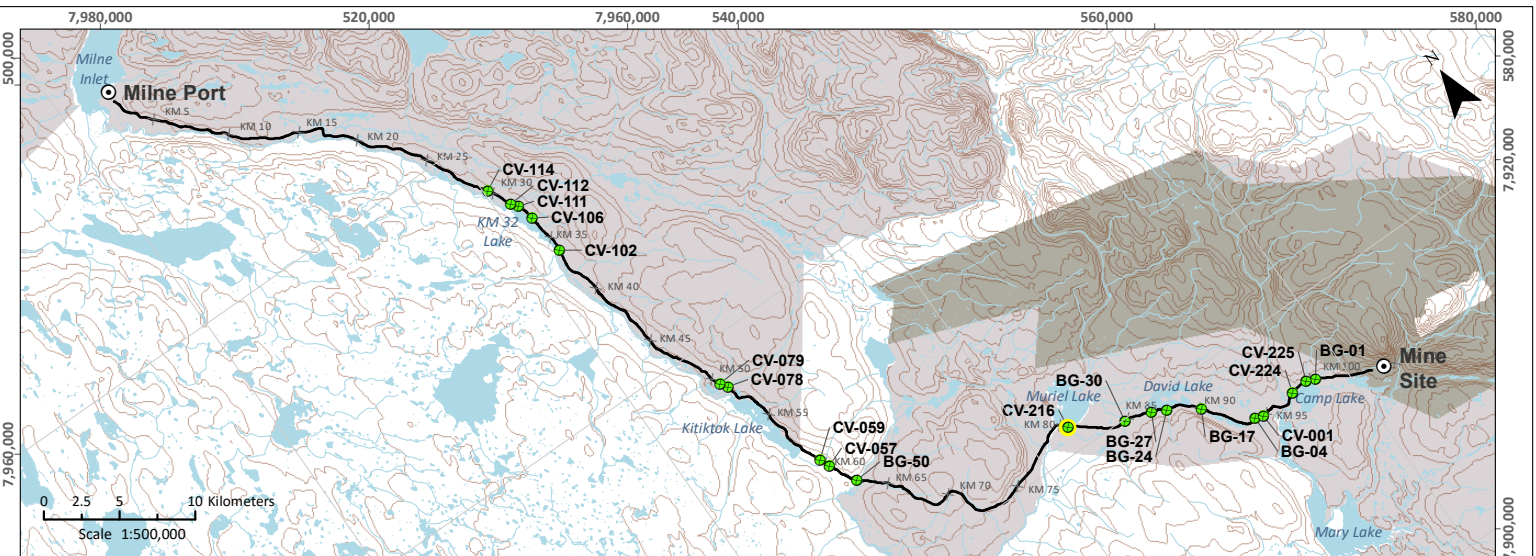 7,980,000
520,000
7,960,000
540,000
560,000
580,000
500,000
580,000
N
Milne
Inlet
Milne Port
KM 5
KM 10
KM 15
KM 20
KM 25
7,920,000
CV-114
KM 30
CV-112
CV-111
CV-106
KM 32
Lake
KM 35
CV-102
KM 40
KM 45
CV-079
KM 50
CV-078
KM 55
Kitiktok Lake
CV-059
CV-057
KM 60
BG-50
KM 65
KM 70
KM 75
CV-216
KM 80
Muriel Lake
BG-30
KM 85
David Lake
BG-27
BG-24
KM 90
BG-17
CV-225
CV-224
BG-01
KM 100
Mine
Site
Camp Lake
KM 95
CV-001
BG-04
Mary Lake
7,960,000
7,900,000
0 2.5 5 10 Kilometers
Scale 1:500,000